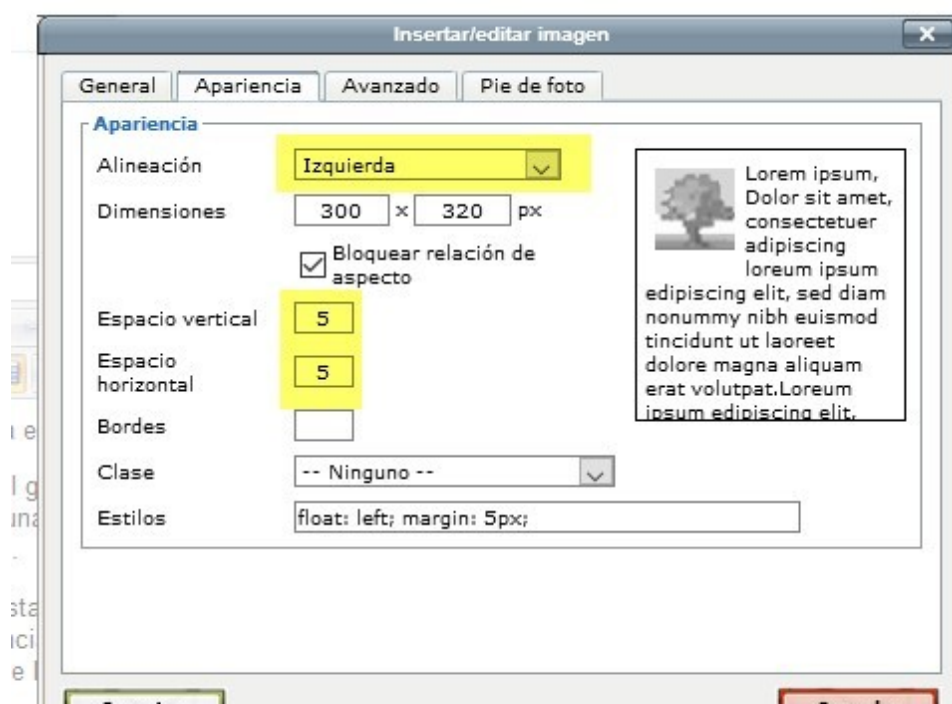 Insertar/editar imagen
General Apariencia Avanzado Pie de foto
Apariencia
Alineación Izquierda
Dimensiones 300 x 320 px
Bloquear relación de
aspecto
Espacio vertical 5
Espacio
horizontal 5
Bordes
Clase -- Ninguno --
Estilos float: left; margin: 5px;
Lorem ipsum,
Dolor sit amet,
consectetuer
adipiscing
loreum ipsum
edipiscing elit, sed diam
nonummy nibh euismod
tincidunt ut laoreet
dolore magna aliquam
erat volutpat.Loreum
ipsum edipiscing elit,